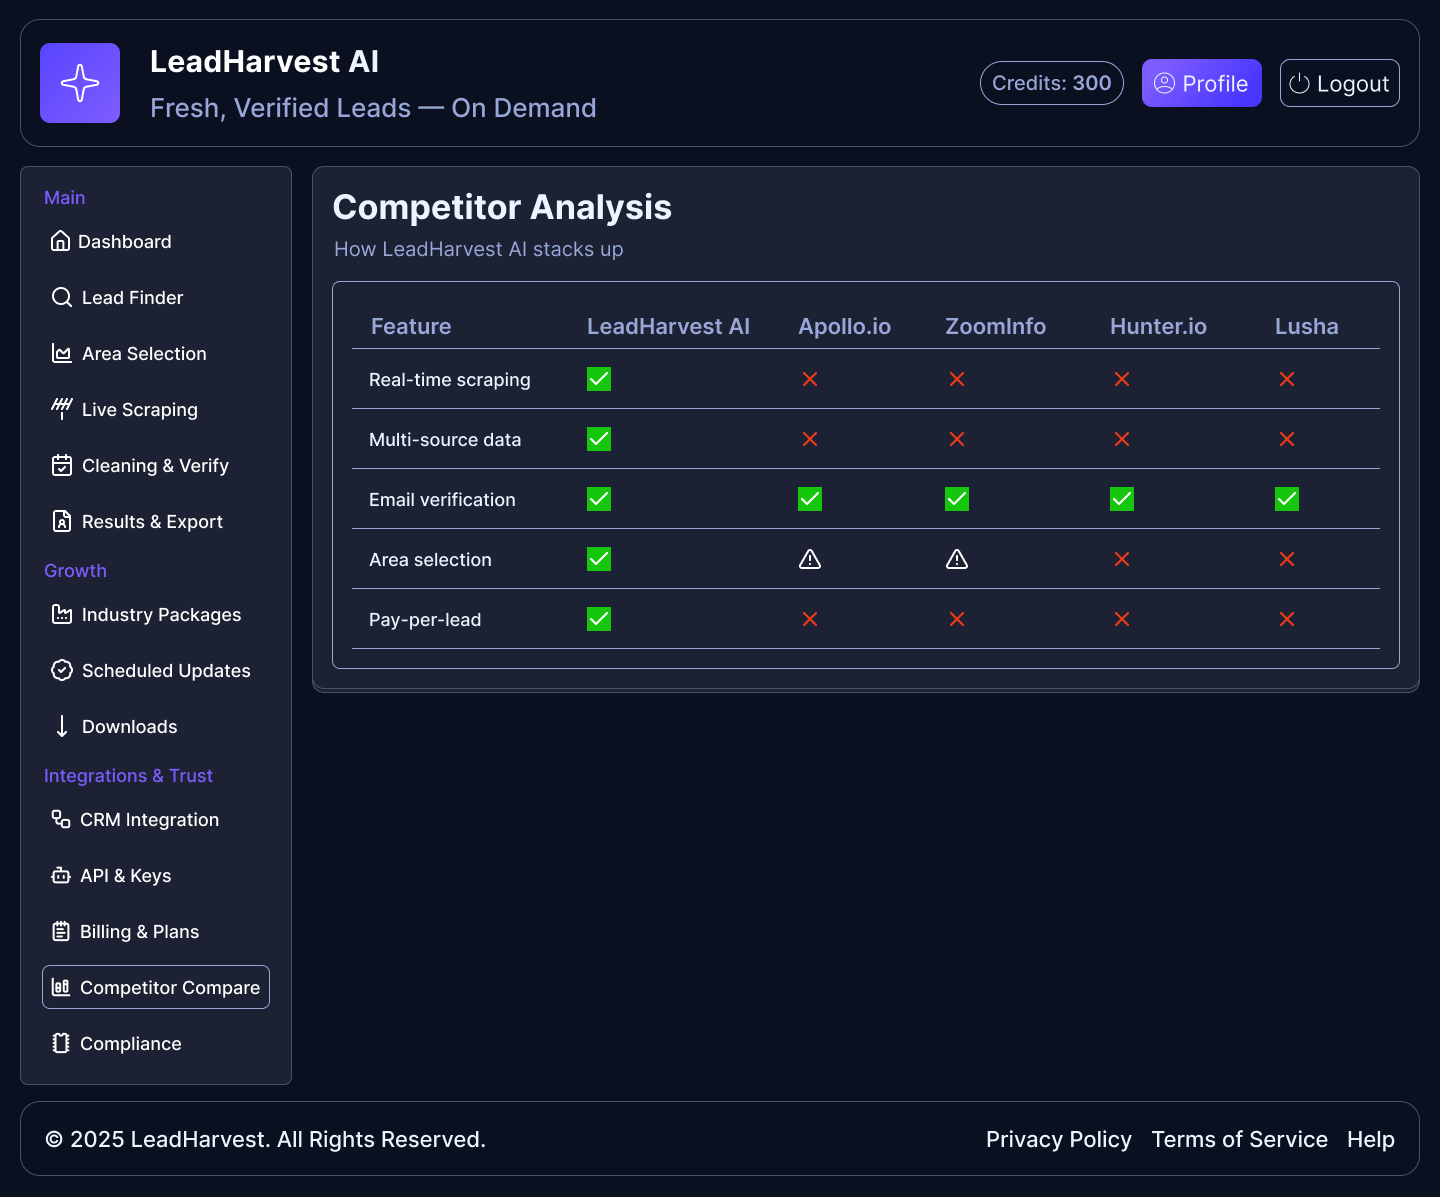 LeadHarvest AI
Fresh, Verified Leads — On Demand
Credits: 300
Profile
Logout
Main
Dashboard
Lead Finder
Area Selection
Live Scraping
Cleaning & Verify
Results & Export
Growth
Industry Packages
Scheduled Updates
Downloads
Integrations & Trust
CRM Integration
API & Keys
Billing & Plans
Competitor Compare
Compliance
Competitor Analysis
How LeadHarvest AI stacks up
Feature LeadHarvest AI Apollo.io ZoomInfo Hunter.io Lusha
Real-time scraping
Multi-source data
Email verification
Area selection
Pay-per-lead
© 2025 LeadHarvest. All Rights Reserved.
Privacy Policy Terms of Service Help